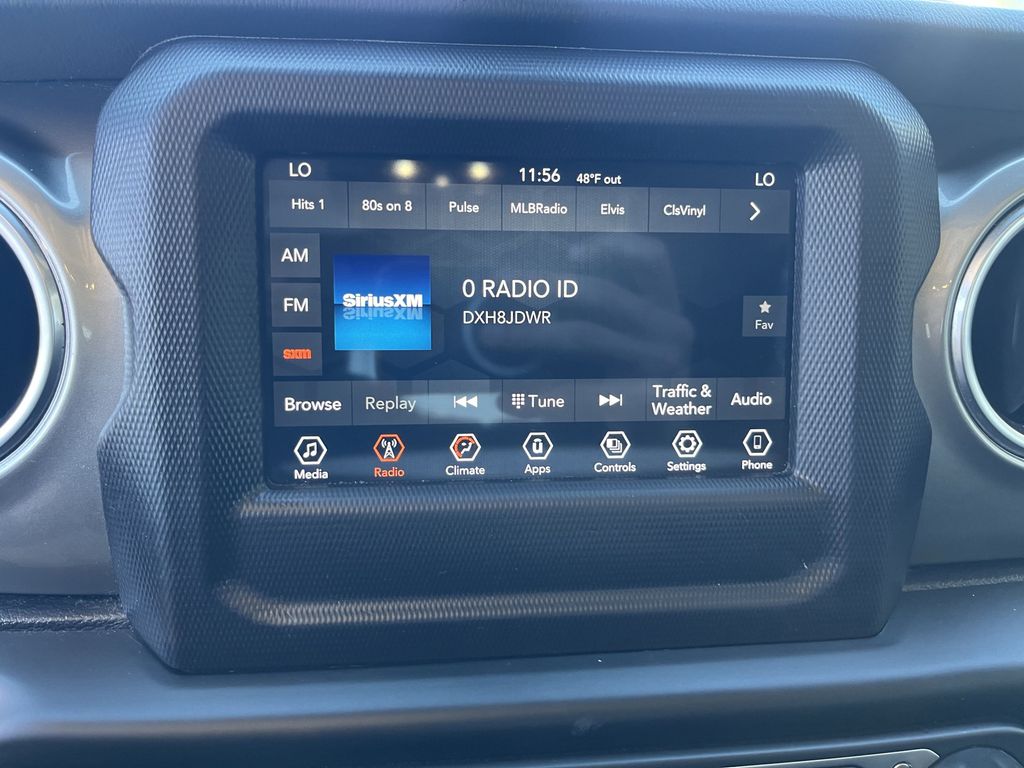 LO 11:56 48°F out LO
Hits 1 80s on 8 Pulse MLBRadio Elvis ClsVinyl
AM
FM
sxm
SiriusXM
0 RADIO ID
DXH8JDWR
Fav
Browse Replay Tune Traffic & Weather Audio
Media Radio Climate Apps Controls Settings Phone